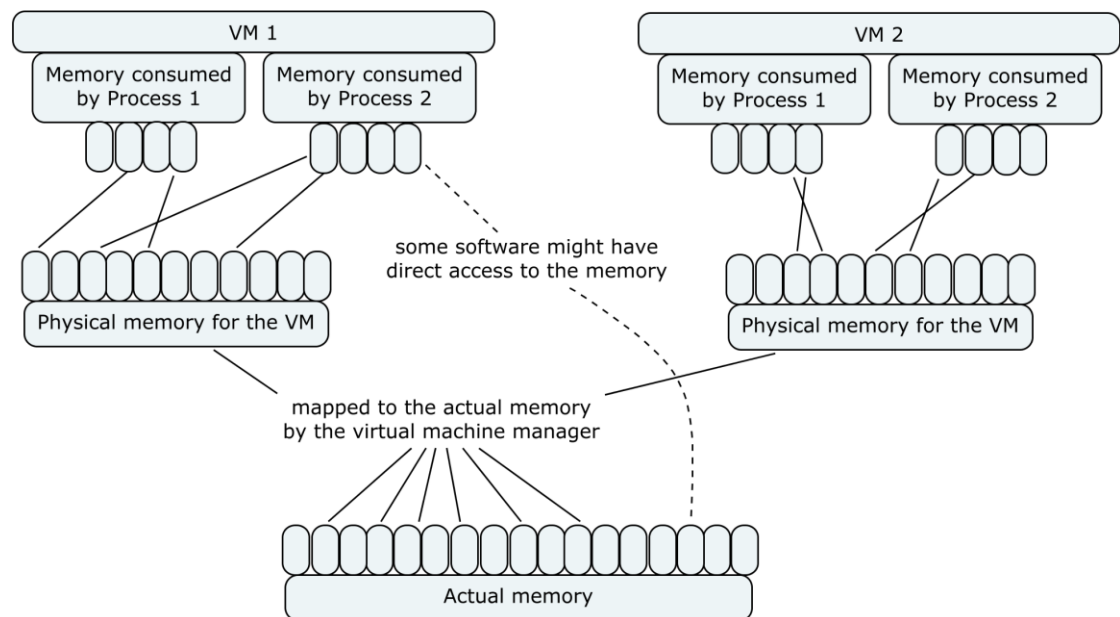 VM 1
VM 2
Memory consumed
by Process 1
Memory consumed
by Process 2
Memory consumed
by Process 1
Memory consumed
by Process 2
some software might have
direct access to the memory
Physical memory for the VM
Physical memory for the VM
mapped to the actual memory
by the virtual machine manager
Actual memory